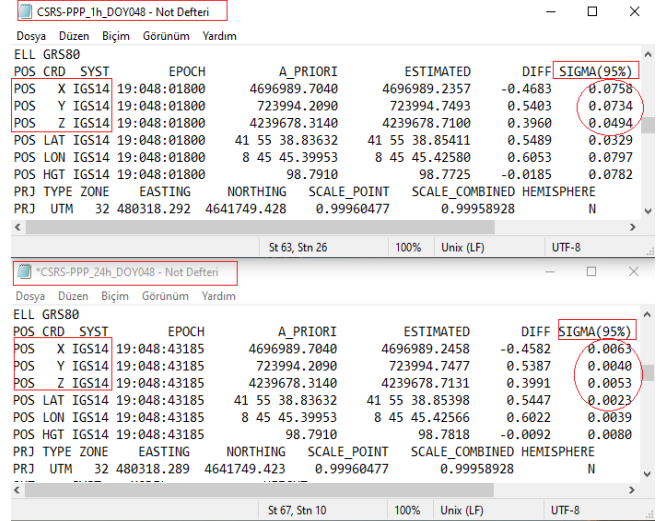 CSRS-PPP_1h_DOY048 - Not Defteri
Dosya Düzen Biçim Görünüm Yardım
ELL GRS80
POS CRD SYST EPOCH A_PRIORI ESTIMATED DIFF SIGMA(95%)
POS X IGS14 19:048:01800 4696989.7040 4696989.2357 -0.4683 0.0758
POS Y IGS14 19:048:01800 723994.2090 723994.7493 0.5403 0.0734
POS Z IGS14 19:048:01800 4239678.3140 4239678.7100 0.3960 0.0494
POS LAT IGS14 19:048:01800 41 55 38.83632 41 55 38.85411 0.5489 0.0329
POS LON IGS14 19:048:01800 8 45 45.39953 8 45 45.42580 0.6053 0.0797
POS HGT IGS14 19:048:01800 98.7910 98.7725 -0.0185 0.0782
PRJ TYPE ZONE EASTING NORTHING SCALE_POINT SCALE_COMBINED HEMISPHERE
PRJ UTM 32 480318.292 4641749.428 0.99960477 0.99958928 N
St 63, Stn 26 100% Unix (LF) UTF-8
*CSRS-PPP_24h_DOY048 - Not Defteri
Dosya Düzen Biçim Görünüm Yardım
ELL GRS80
POS CRD SYST EPOCH A_PRIORI ESTIMATED DIFF SIGMA(95%)
POS X IGS14 19:048:43185 4696989.7040 4696989.2458 -0.4582 0.0063
POS Y IGS14 19:048:43185 723994.2090 723994.7477 0.5387 0.0040
POS Z IGS14 19:048:43185 4239678.3140 4239678.7131 0.3991 0.0053
POS LAT IGS14 19:048:43185 41 55 38.83632 41 55 38.85398 0.5447 0.0023
POS LON IGS14 19:048:43185 8 45 45.39953 8 45 45.42566 0.6022 0.0039
POS HGT IGS14 19:048:43185 98.7910 98.7818 -0.0092 0.0080
PRJ TYPE ZONE EASTING NORTHING SCALE_POINT SCALE_COMBINED HEMISPHERE
PRJ UTM 32 480318.289 4641749.423 0.99960477 0.99958928 N
St 67, Stn 10 100% Unix (LF) UTF-8